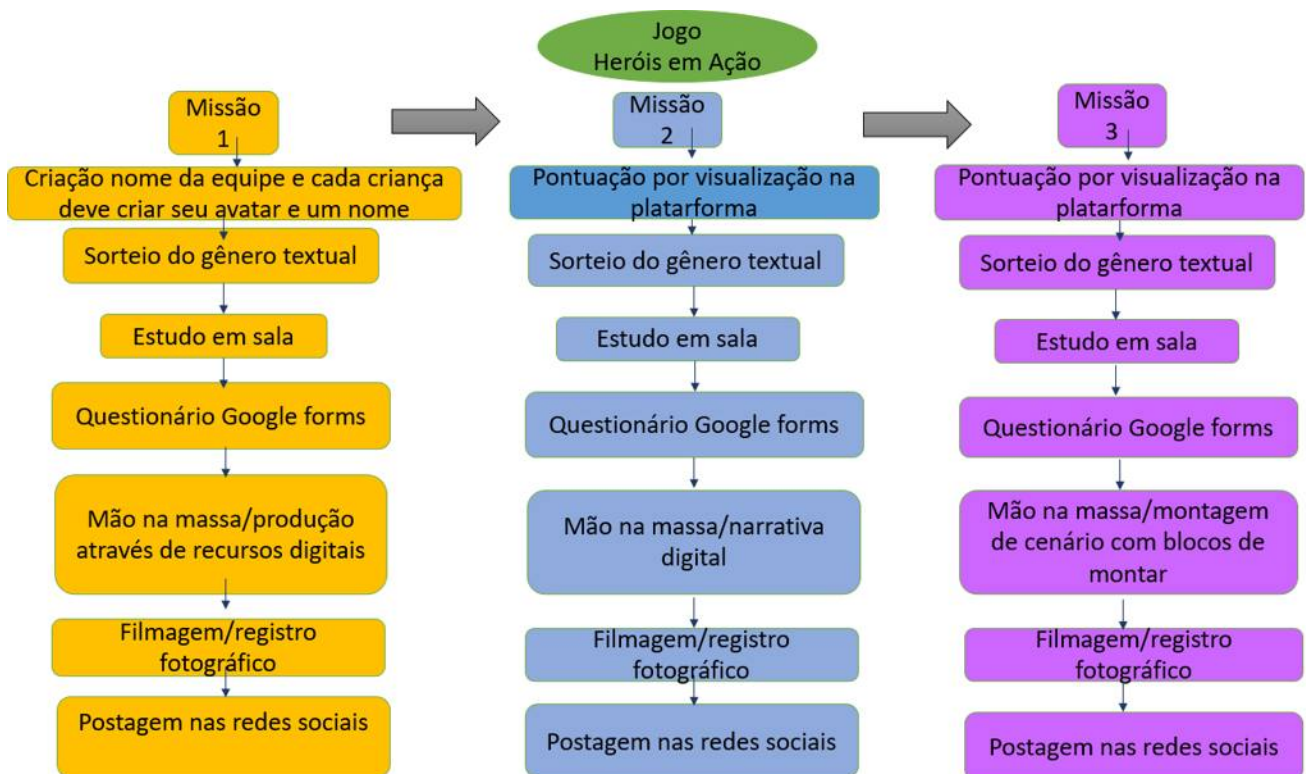 Jogo
Heróis em Ação
Missão
1
Criação nome da equipe e cada criança
deve criar seu avatar e um nome
Sorteio do gênero textual
Estudo em sala
Questionário Google forms
Mão na massa/produção
através de recursos digitais
Filmagem/registro
fotográfico
Postagem nas redes sociais
Missão
2
Pontuação por visualização na
platarforma
Sorteio do gênero textual
Estudo em sala
Questionário Google forms
Mão na massa/narrativa
digital
Filmagem/registro
fotográfico
Postagem nas redes sociais
Missão
3
Pontuação por visualização na
platarforma
Sorteio do gênero textual
Estudo em sala
Questionário Google forms
Mão na massa/montagem
de cenário com blocos de
montar
Filmagem/registro
fotográfico
Postagem nas redes sociais